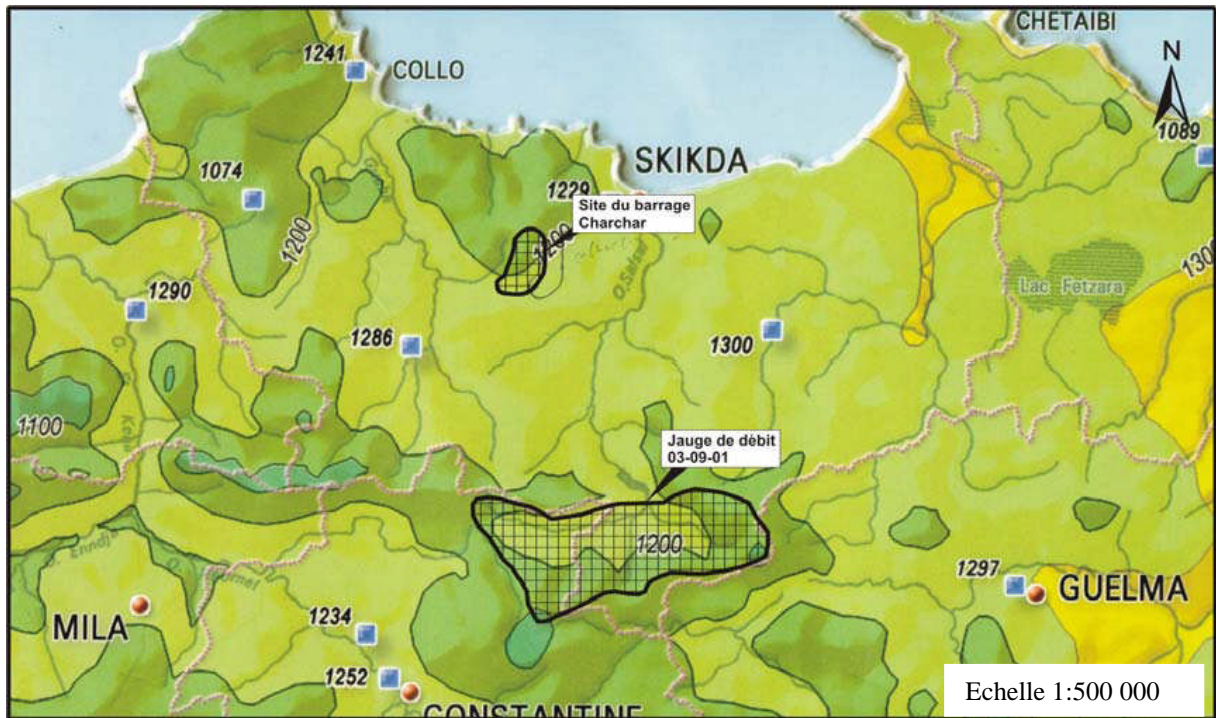 CHETAIBI
N
1241
COLLO
1089
SKIKDA
1074
1229
Site du barrage
Charchar
1200
1200
1300
Lac Fetzara
1290
1286
1300
1100
Jauge de débit
03-09-01
1200
1297
GUELMA
MILA
1234
1252
CONSTANTINE
Echelle 1:500 000